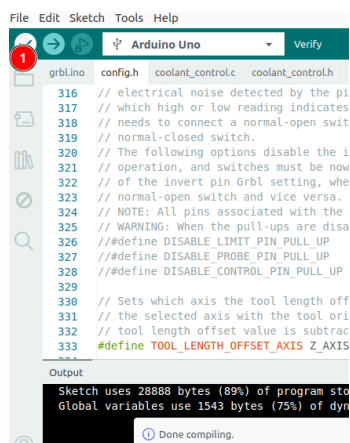 File Edit Sketch Tools Help
1
Arduino Uno
Verify
grbl.ino config.h coolant_control.c coolant_control.h
316 // electrical noise detected by the pi
317 // which high or low reading indicates
318 // needs to connect a normal-open swit
319 // normal-closed switch.
320 // The following options disable the i
321 // operation, and switches must be now
322 // of the invert pin Grbl setting, whe
323 // normal-open switch and vice versa.
324 // NOTE: All pins associated with the
325 // WARNING: When the pull-ups are disa
326 //#define DISABLE_LIMIT_PIN_PULL_UP
327 //#define DISABLE_PROBE_PIN_PULL_UP
328 //#define DISABLE_CONTROL_PIN_PULL_UP
329
330 // Sets which axis the tool length off
331 // the selected axis with the tool ori
332 // tool length offset value is subtrac
333 #define TOOL_LENGTH_OFFSET_AXIS Z_AXIS
Output
Sketch uses 28888 bytes (89%) of program sto
Global variables use 1543 bytes (75%) of dyn
Done compiling.